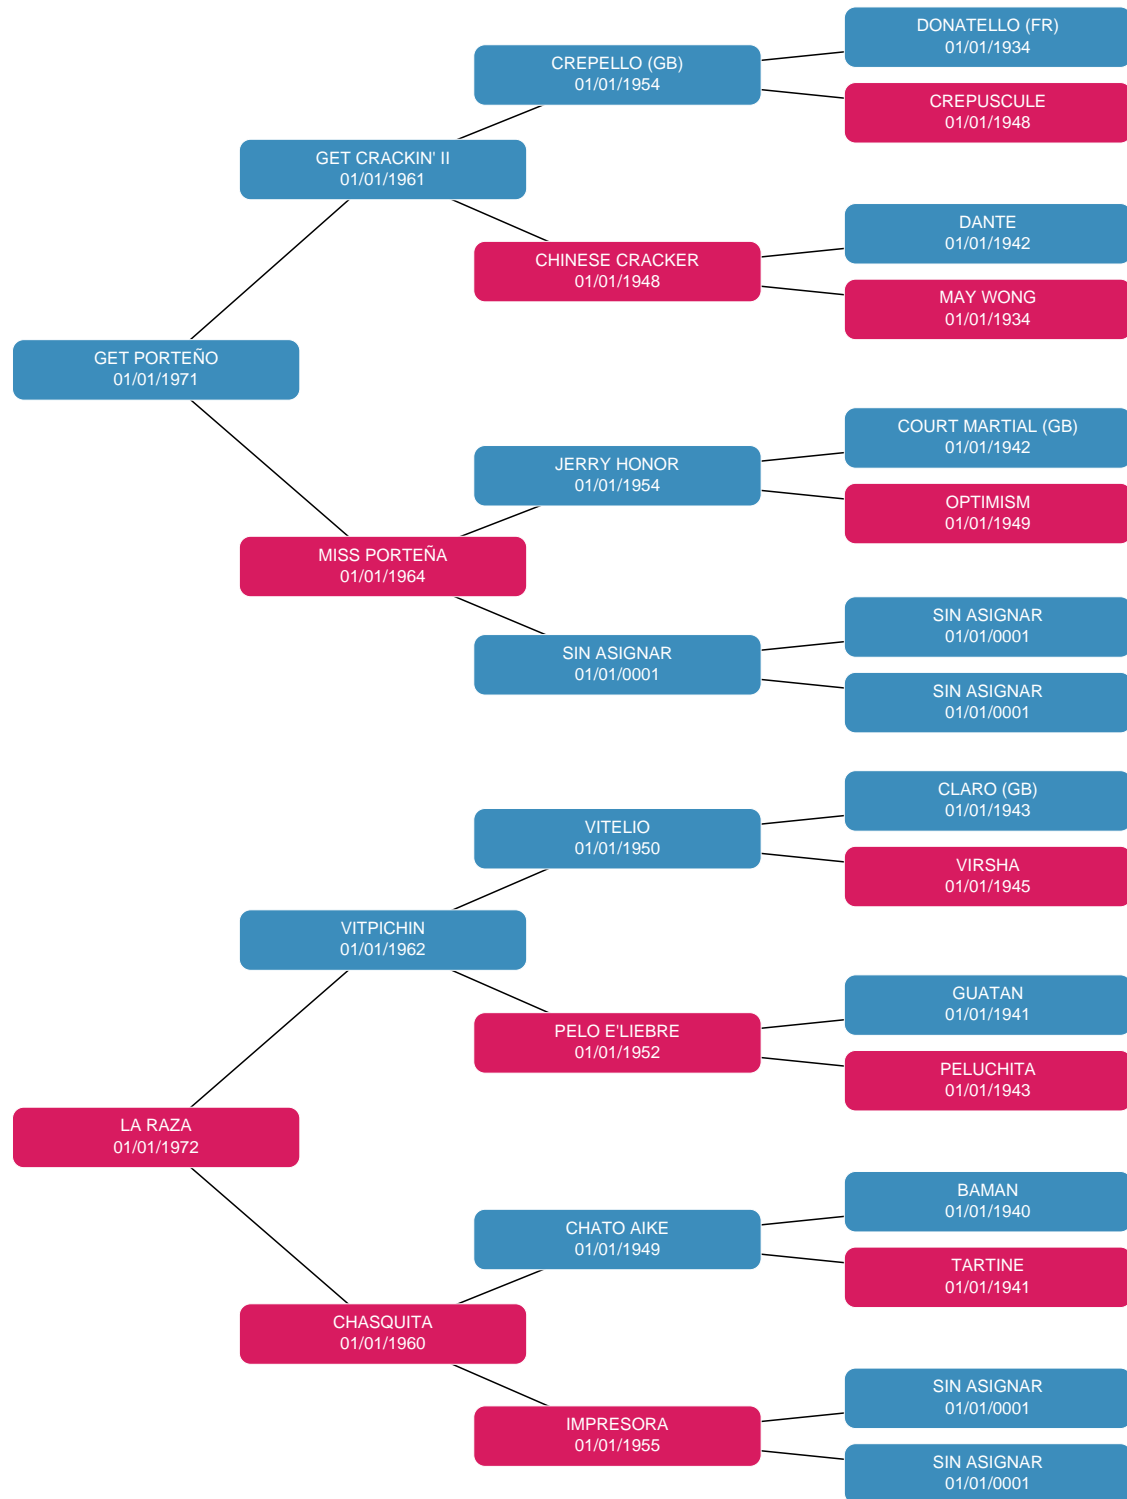 DONATELLO (FR)
01/01/1934
CREPELLO (GB)
01/01/1954
CREPUSCULE
01/01/1948
GET CRACKIN' II
01/01/1961
DANTE
01/01/1942
CHINESE CRACKER
01/01/1948
MAY WONG
01/01/1934
GET PORTEÑO
01/01/1971
COURT MARTIAL (GB)
01/01/1942
JERRY HONOR
01/01/1954
OPTIMISM
01/01/1949
MISS PORTEÑA
01/01/1964
SIN ASIGNAR
01/01/0001
SIN ASIGNAR
01/01/0001
SIN ASIGNAR
01/01/0001
CLARO (GB)
01/01/1943
VITELIO
01/01/1950
VIRSHA
01/01/1945
VITPICHIN
01/01/1962
GUATAN
01/01/1941
PELO E'LIEBRE
01/01/1952
PELUCHITA
01/01/1943
LA RAZA
01/01/1972
BAMAN
01/01/1940
CHATO AIKE
01/01/1949
TARTINE
01/01/1941
CHASQUITA
01/01/1960
SIN ASIGNAR
01/01/0001
IMPRESORA
01/01/1955
SIN ASIGNAR
01/01/0001